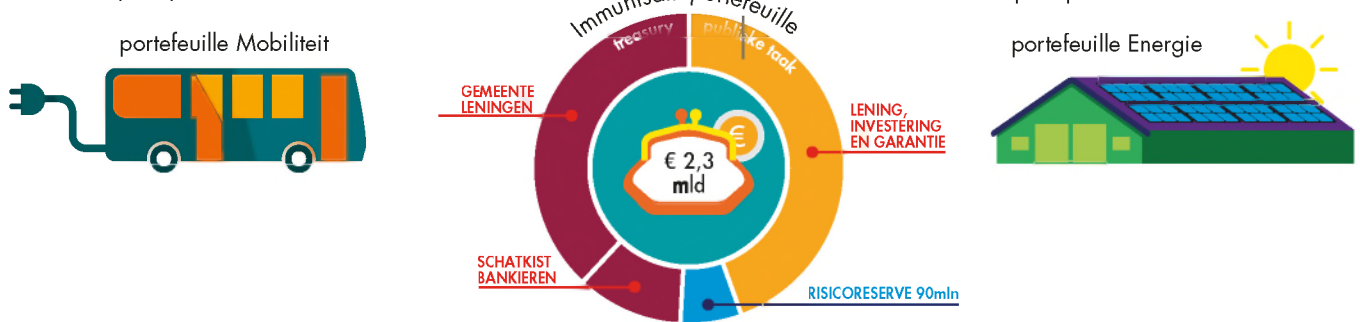 Immunisatieportefeuille
portefeuille Mobiliteit
treasury
publieke taak
portefeuille Energie
GEMEENTE
LENINGEN
LENING,
INVESTERING
EN GARANTIE
€
€ 2,3
mld
SCHATKIST
BANKIEREN
RISICORESERVE 90mln